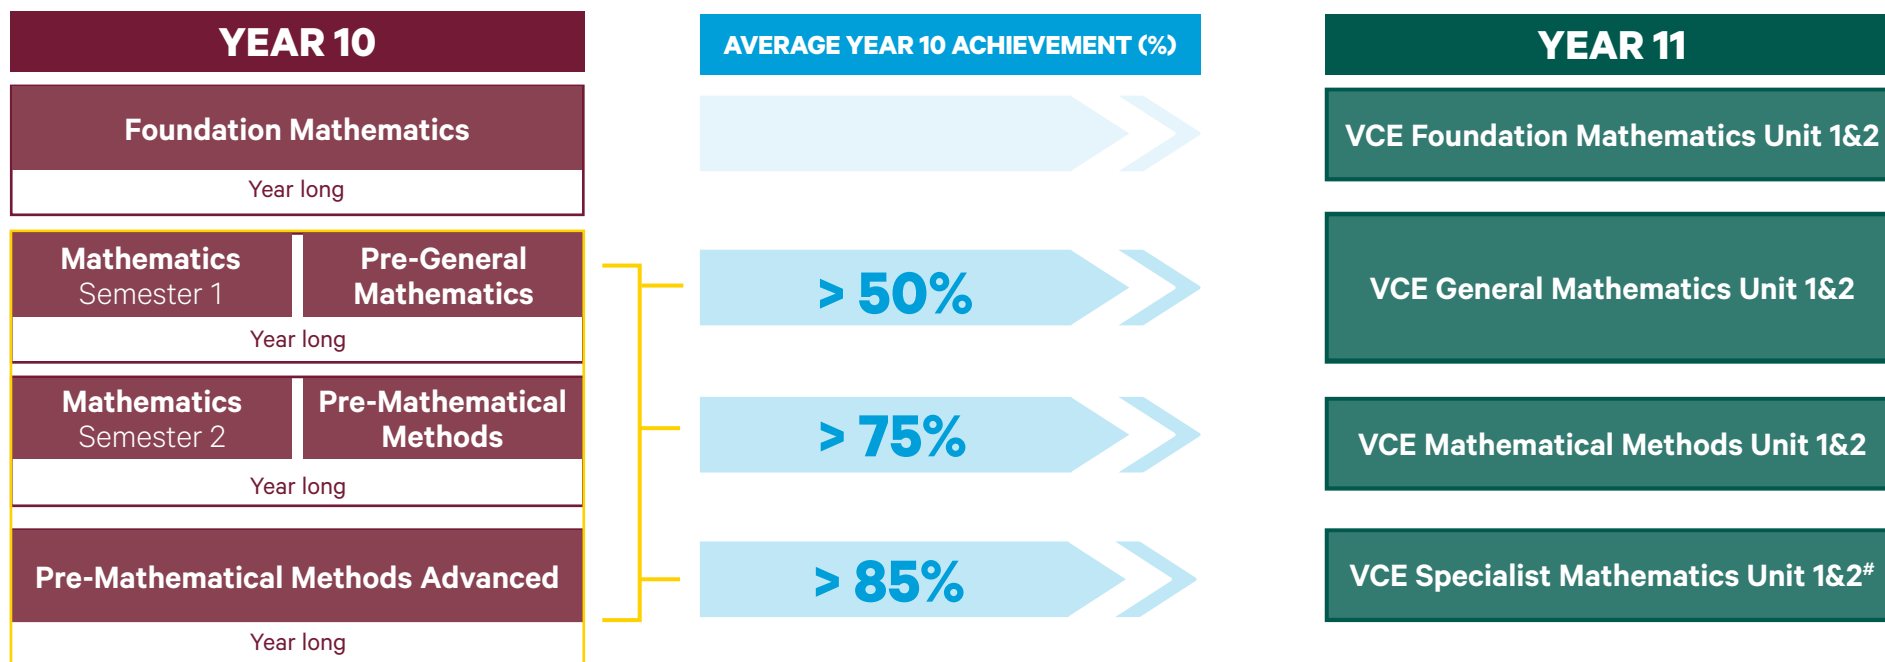 YEAR 10
AVERAGE YEAR 10 ACHIEVEMENT (%)
YEAR 11
Foundation Mathematics
Year long
VCE Foundation Mathematics Unit 1&2
Mathematics
Semester 1
Pre-General
Mathematics
Year long
> 50%
VCE General Mathematics Unit 1&2
Mathematics
Semester 2
Pre-Mathematical
Methods
Year long
> 75%
VCE Mathematical Methods Unit 1&2
Pre-Mathematical Methods Advanced
Year long
> 85%
VCE Specialist Mathematics Unit 1&2#